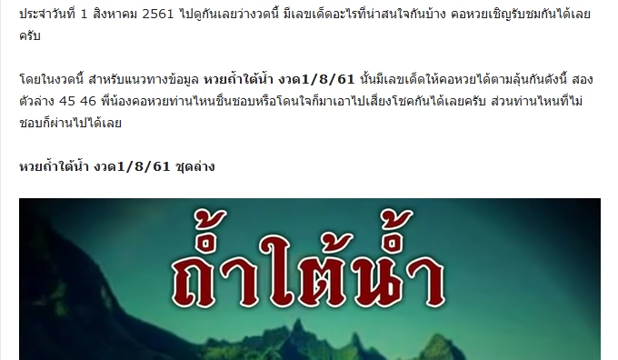 ประจำวันที่ 1 สิงหาคม 2561 ไปดูกันเลยว่างวดนี้ มีเลขเด็ดอะไรที่น่าสนใจกันบ้าง คอหวยเชิญรับชมกันได้เลย
ครับ
โดยในงวดนี้ สำหรับแนวทางข้อมูล หวยถ้ำใต้น้ำ งวด1/8/61 นั้นมีเลขเด็ดให้คอหวยได้ตามลุ้นกันดังนี้ สอง
ตัวล่าง 45 46 พี่น้องคอหวยท่านไหนชื่นชอบหรือโดนใจก็มาเอาไปเสี่ยงโชคกันได้เลยครับ ส่วนท่านไหนที่ไม่
ชอบก็ผ่านไปได้เลย
หวยถ้ำใต้น้ำ งวด1/8/61 ชุดล่าง
ถ้ำใต้น้ำ